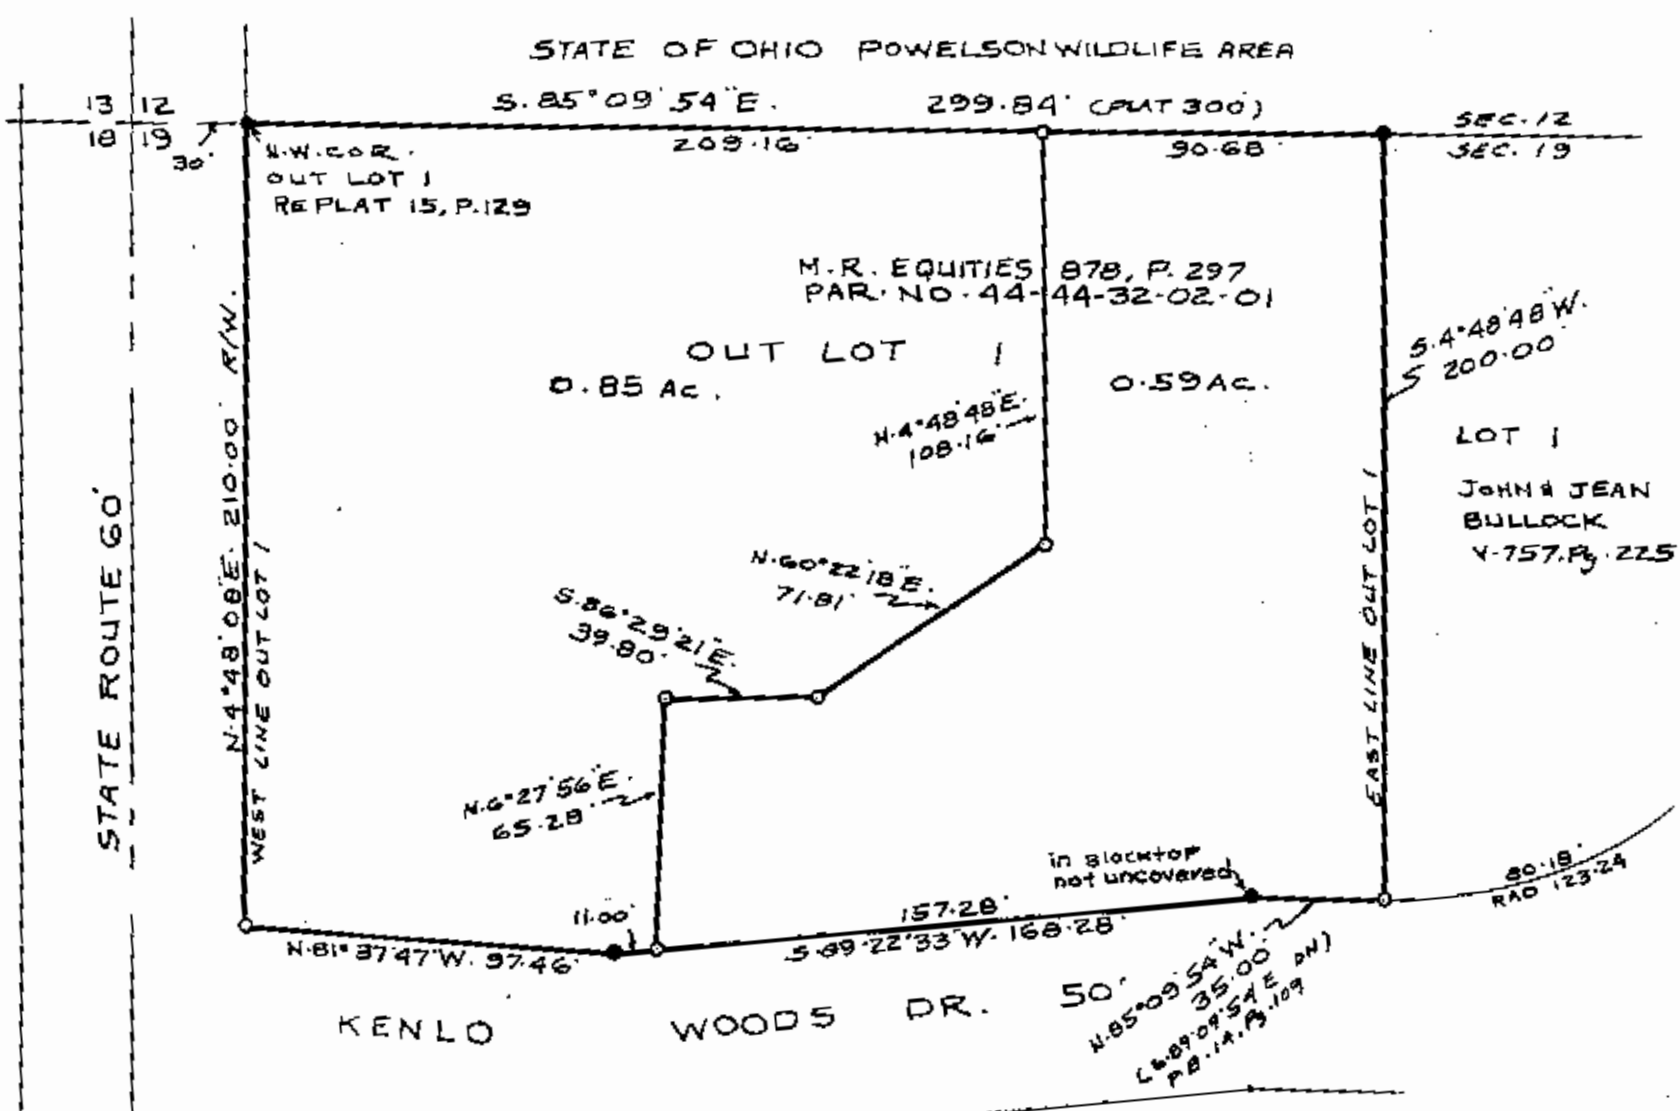 STATE OF OHIO POWELSON WILDLIFE AREA
S. 85° 09' 54" E. 299.84' (PLAT 300')
13 12
18 19
30'
209.16'
90.68'
SEC. 12
SEC. 19
N.W. COR.
OUT LOT 1
REPLAT 15, P. 129
M.R. EQUITIES 878, P. 297
PAR. NO. 44-44-32-02-01
OUT LOT 1
0.85 Ac.
0.59 Ac.
S. 4° 48' 48" W.
200.00'
N. 4° 48' 48" E.
108.16'
LOT 1
JOHN & JEAN
BULLOCK
V-757, Pg. 225
STATE ROUTE 60'
N. 4° 48' 08" E. 210.00' R/W.
WEST LINE OUT LOT 1
N. 60° 22' 18" E.
71.81'
S. 86° 29' 21" E.
39.80'
EAST LINE OUT LOT 1
N. 6° 27' 56" E.
65.28'
in Blacktop
not uncovered
80.18'
RAD 123.24
11.00'
157.28'
N. 81° 37' 47" W. 97.46'
S. 89° 22' 33" W. 168.28'
N. 85° 09' 54" W.
35.00'
S. 89° 09' 54" E
P.B. 14, Pg. 109
KENLO WOODS DR. 50'